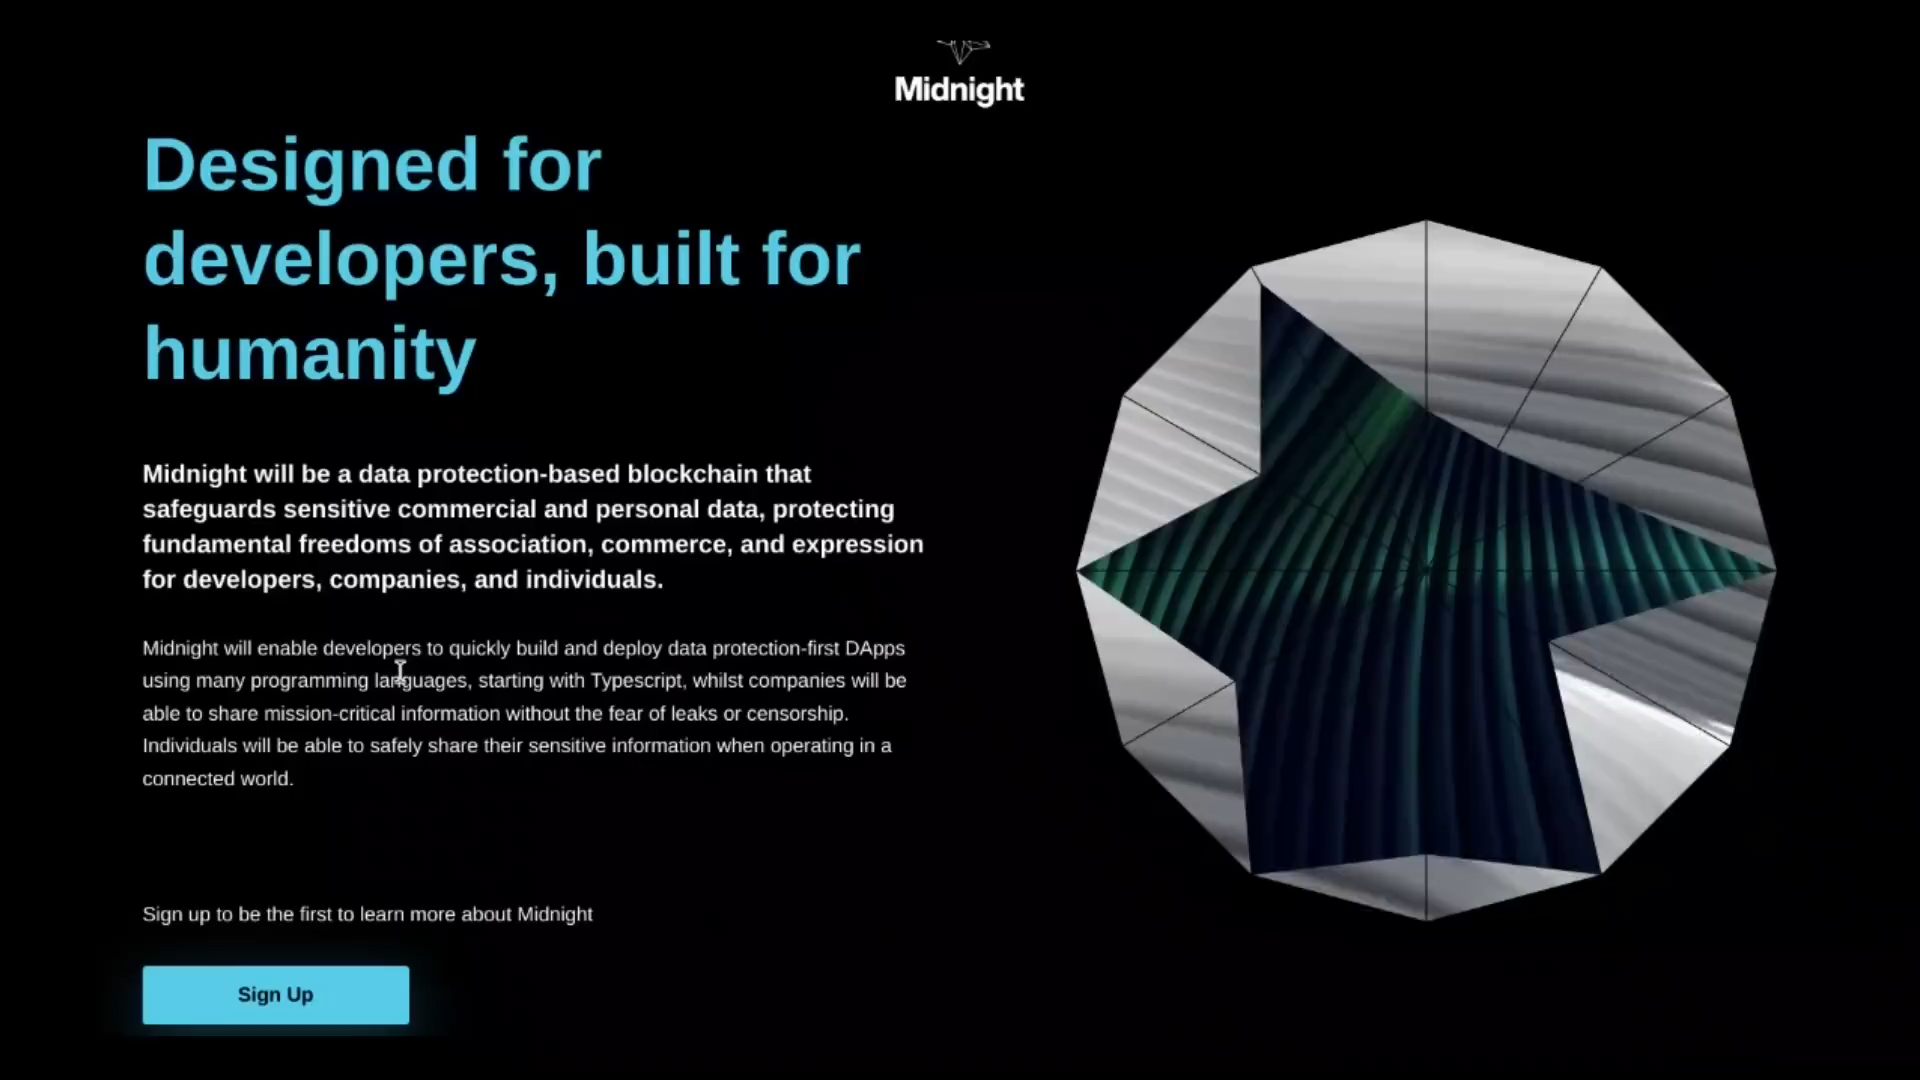 Midnight
Designed for
developers, built for
humanity
Midnight will be a data protection-based blockchain that
safeguards sensitive commercial and personal data, protecting
fundamental freedoms of association, commerce, and expression
for developers, companies, and individuals.
Midnight will enable developers to quickly build and deploy data protection-first DApps
using many programming languages, starting with Typescript, whilst companies will be
able to share mission-critical information without the fear of leaks or censorship.
Individuals will be able to safely share their sensitive information when operating in a
connected world.
Sign up to be the first to learn more about Midnight
Sign Up